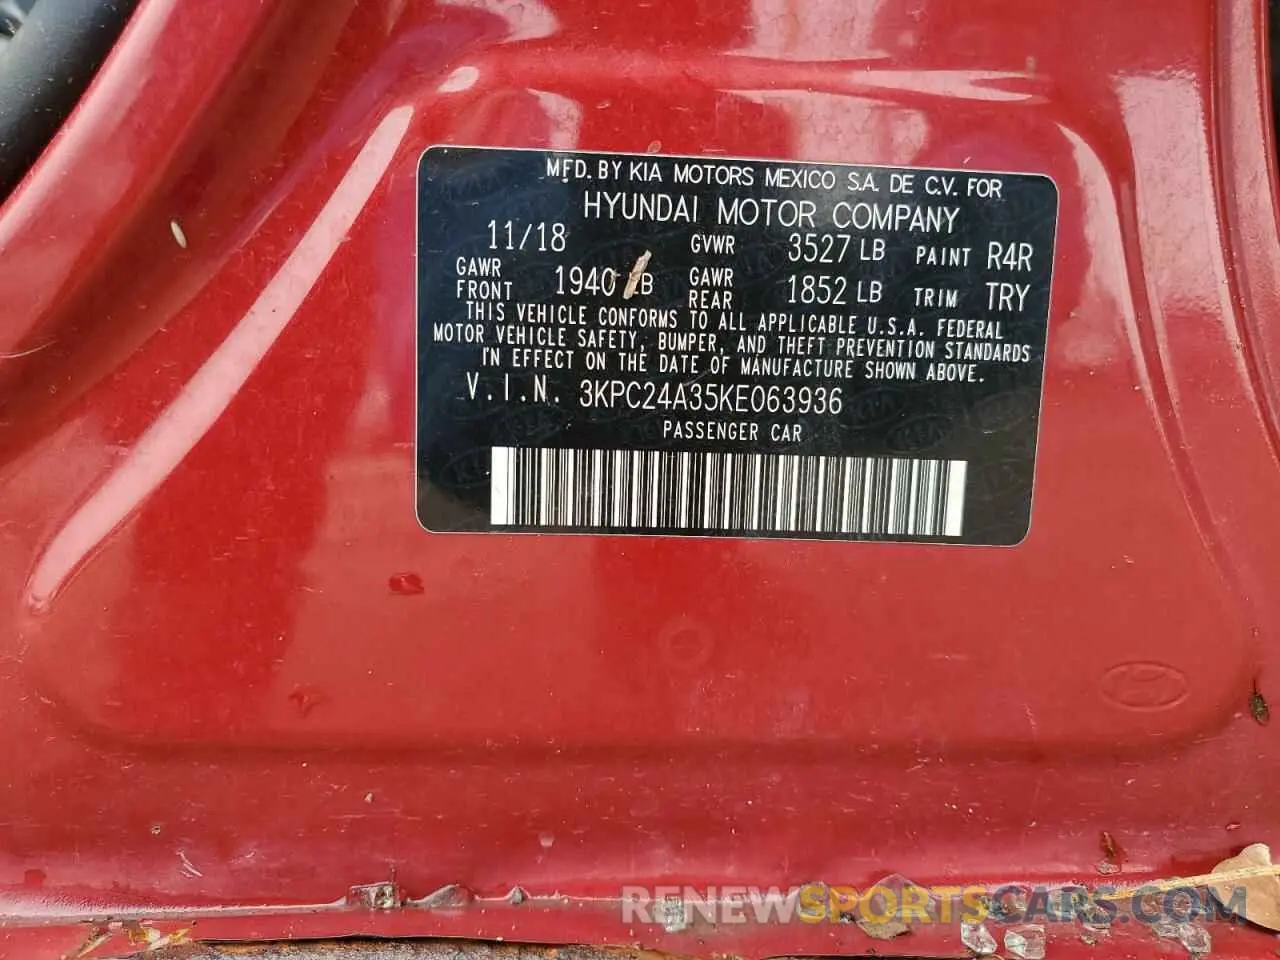 MFD. BY KIA MOTORS MEXICO S.A. DE C.V. FOR
HYUNDAI MOTOR COMPANY
11/18 GVWR 3527 LB PAINT R4R
GAWR FRONT 1940 LB GAWR REAR 1852 LB TRIM TRY
THIS VEHICLE CONFORMS TO ALL APPLICABLE U.S.A. FEDERAL
MOTOR VEHICLE SAFETY, BUMPER, AND THEFT PREVENTION STANDARDS
IN EFFECT ON THE DATE OF MANUFACTURE SHOWN ABOVE.
V.I.N. 3KPC24A35KE063936
PASSENGER CAR
RENEWSPORTSCARS.COM